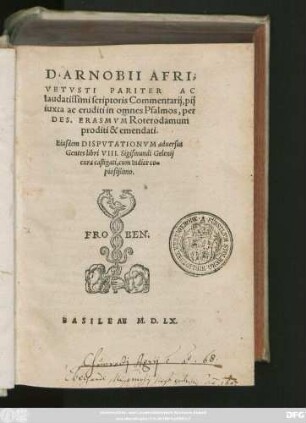 D. ARNOBII AFRI,
VETVSTI PARITER AC
laudatissimi scriptoris Commentarij, pij
iuxta ac eruditi in omnes Psalmos, per
DES. ERASMVM Roterodamum
proditi & emendati.
Eiusdem DISPVTATIONVM aduersus
Gentes libri VIII. Sigismundi Gelenij
cura castigati, cum indice co-
piosissimo.
FRO BEN.
BASILEAE M. D. LX.